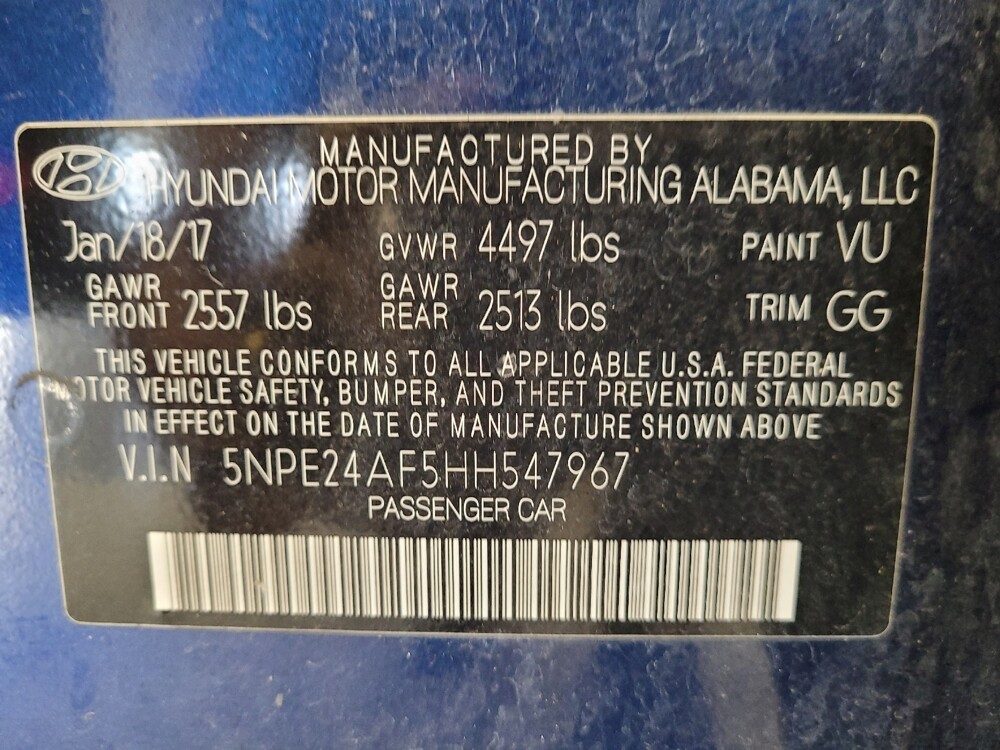 MANUFACTURED BY
HYUNDAI MOTOR MANUFACTURING ALABAMA, LLC
Jan/18/17 GVWR 4497 lbs PAINT VU
GAWR FRONT 2557 lbs GAWR REAR 2513 lbs TRIM GG
THIS VEHICLE CONFORMS TO ALL APPLICABLE U.S.A. FEDERAL
MOTOR VEHICLE SAFETY, BUMPER, AND THEFT PREVENTION STANDARDS
IN EFFECT ON THE DATE OF MANUFACTURE SHOWN ABOVE
V.I.N 5NPE24AF5HH547967
PASSENGER CAR